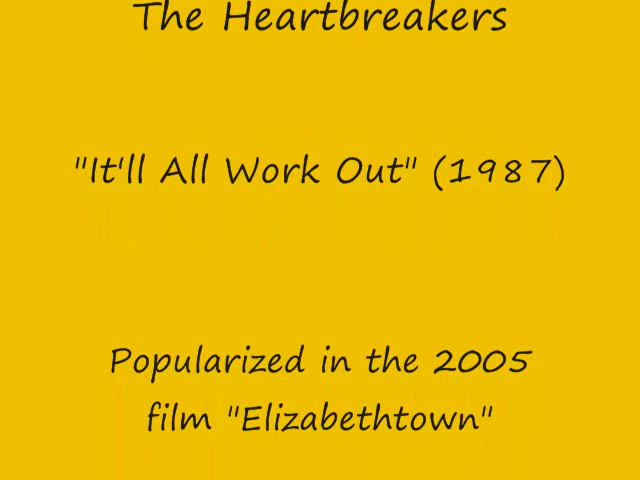 The Heartbreakers
"It'll All Work Out" (1987)
Popularized in the 2005
film "Elizabethtown"